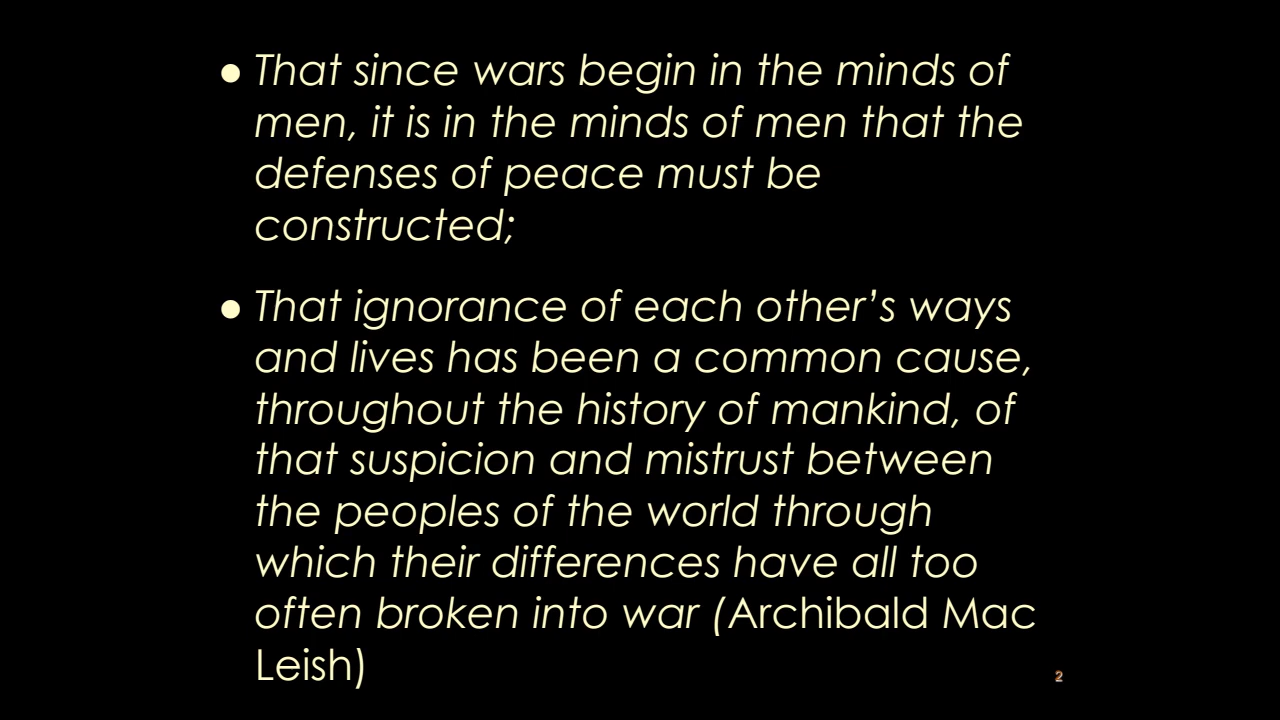 ● That since wars begin in the minds of
men, it is in the minds of men that the
defenses of peace must be
constructed;
● That ignorance of each other’s ways
and lives has been a common cause,
throughout the history of mankind, of
that suspicion and mistrust between
the peoples of the world through
which their differences have all too
often broken into war (Archibald Mac
Leish)
2